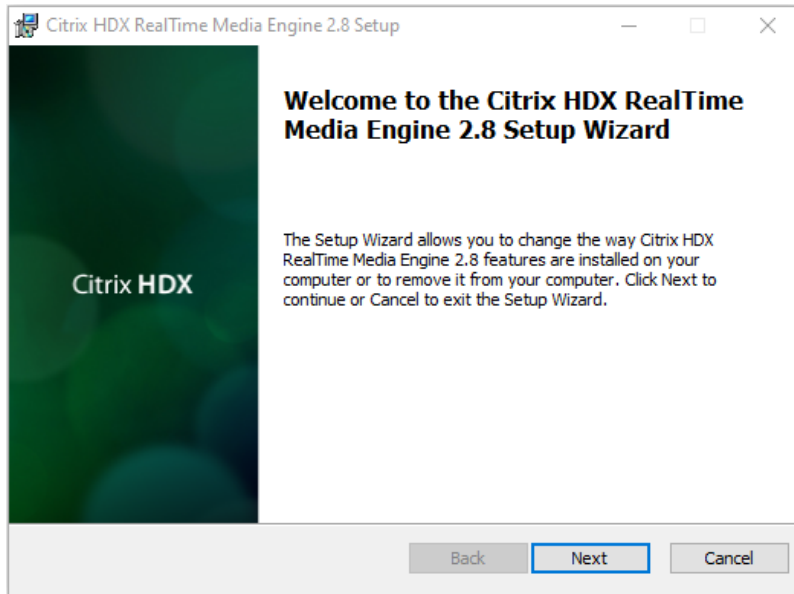 Citrix HDX RealTime Media Engine 2.8 Setup
Welcome to the Citrix HDX RealTime
Media Engine 2.8 Setup Wizard
The Setup Wizard allows you to change the way Citrix HDX
RealTime Media Engine 2.8 features are installed on your
computer or to remove it from your computer. Click Next to
continue or Cancel to exit the Setup Wizard.
Citrix HDX
Back Next Cancel